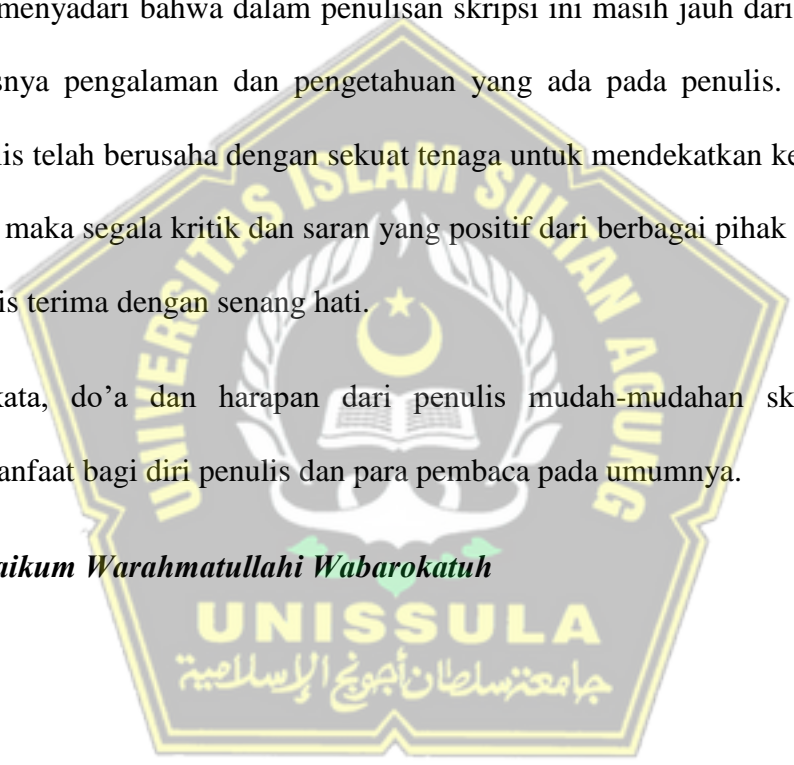 menyadari bahwa dalam penulisan skripsi ini masih jauh dari
snya pengalaman dan pengetahuan yang ada pada penulis.
lis telah berusaha dengan sekuat tenaga untuk mendekatkan ke
maka segala kritik dan saran yang positif dari berbagai pihak
is terima dengan senang hati.
kata, do’a dan harapan dari penulis mudah-mudahan sk
anfaat bagi diri penulis dan para pembaca pada umumnya.
aikum Warahmatullahi Wabarokatuh
UNIVERSITAS ISLAM SULTAN AGUNG
UNISSULA
جامعنسلطان أجونج الإسلامية